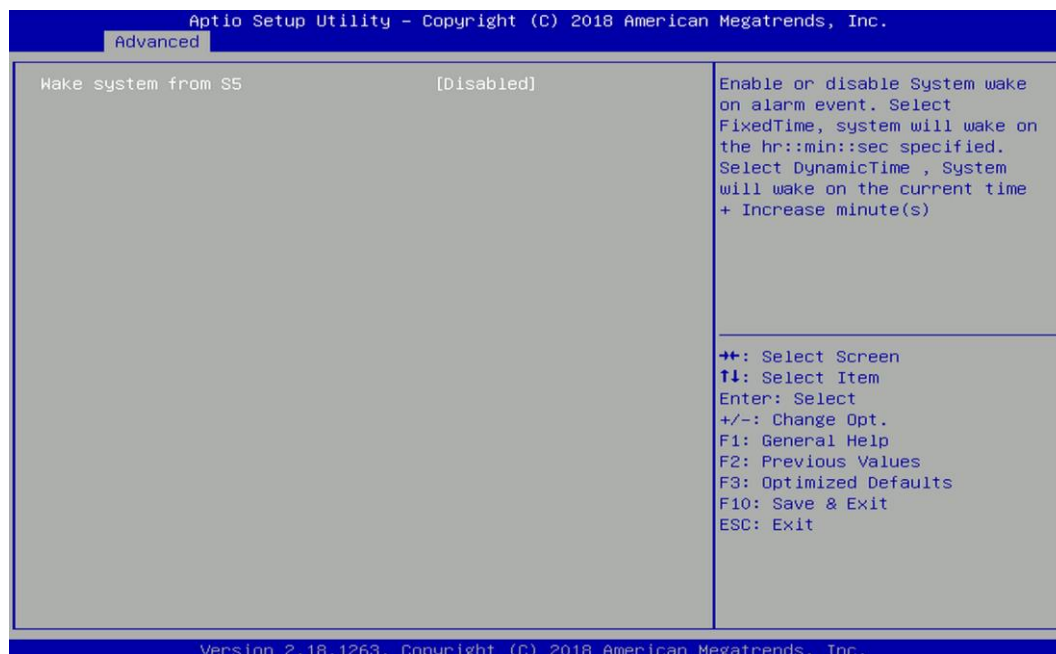 Aptio Setup Utility – Copyright (C) 2018 American Megatrends, Inc.
Advanced
Wake system from S5 [Disabled]
Enable or disable System wake
on alarm event. Select
FixedTime, system will wake on
the hr::min::sec specified.
Select DynamicTime , System
will wake on the current time
+ Increase minute(s)
→←: Select Screen
↑↓: Select Item
Enter: Select
+/-: Change Opt.
F1: General Help
F2: Previous Values
F3: Optimized Defaults
F10: Save & Exit
ESC: Exit
Version 2.18.1263. Copyright (C) 2018 American Megatrends, Inc.